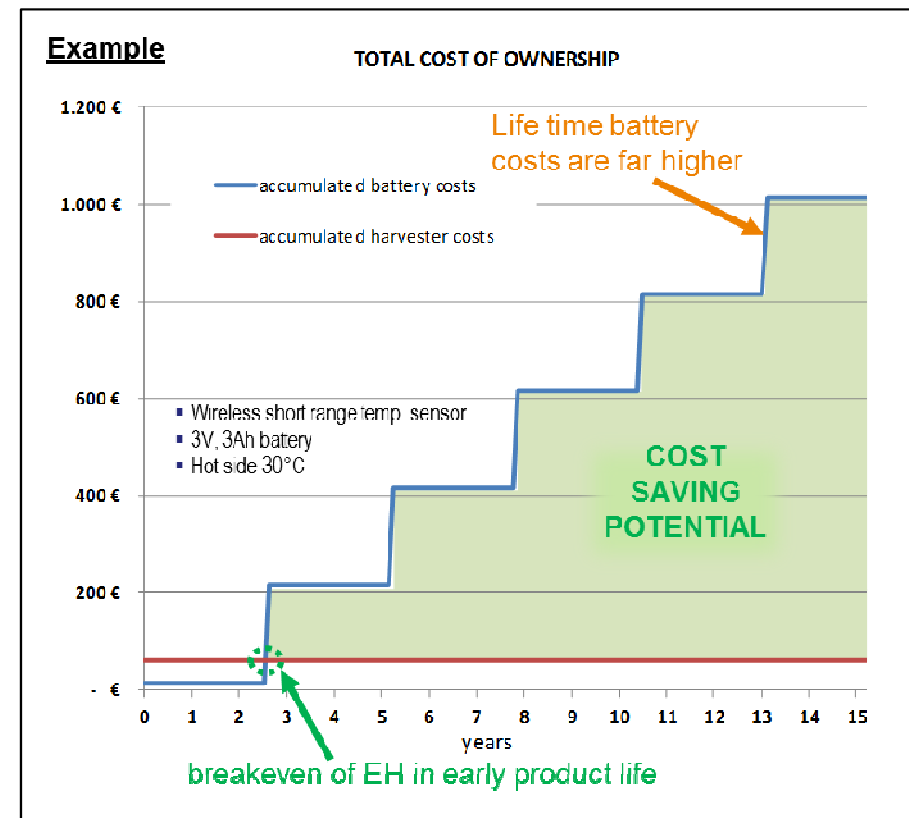 Example
TOTAL COST OF OWNERSHIP
1.200 €
Life time battery
costs are far higher
accumulated battery costs
1.000 €
accumulated harvester costs
800 €
600 €
▪ Wireless short range temp. sensor
▪ 3V, 3Ah battery
▪ Hot side 30°C
COST
SAVING
POTENTIAL
400 €
200 €
- €
0 1 2 3 4 5 6 7 8 9 10 11 12 13 14 15
years
breakeven of EH in early product life